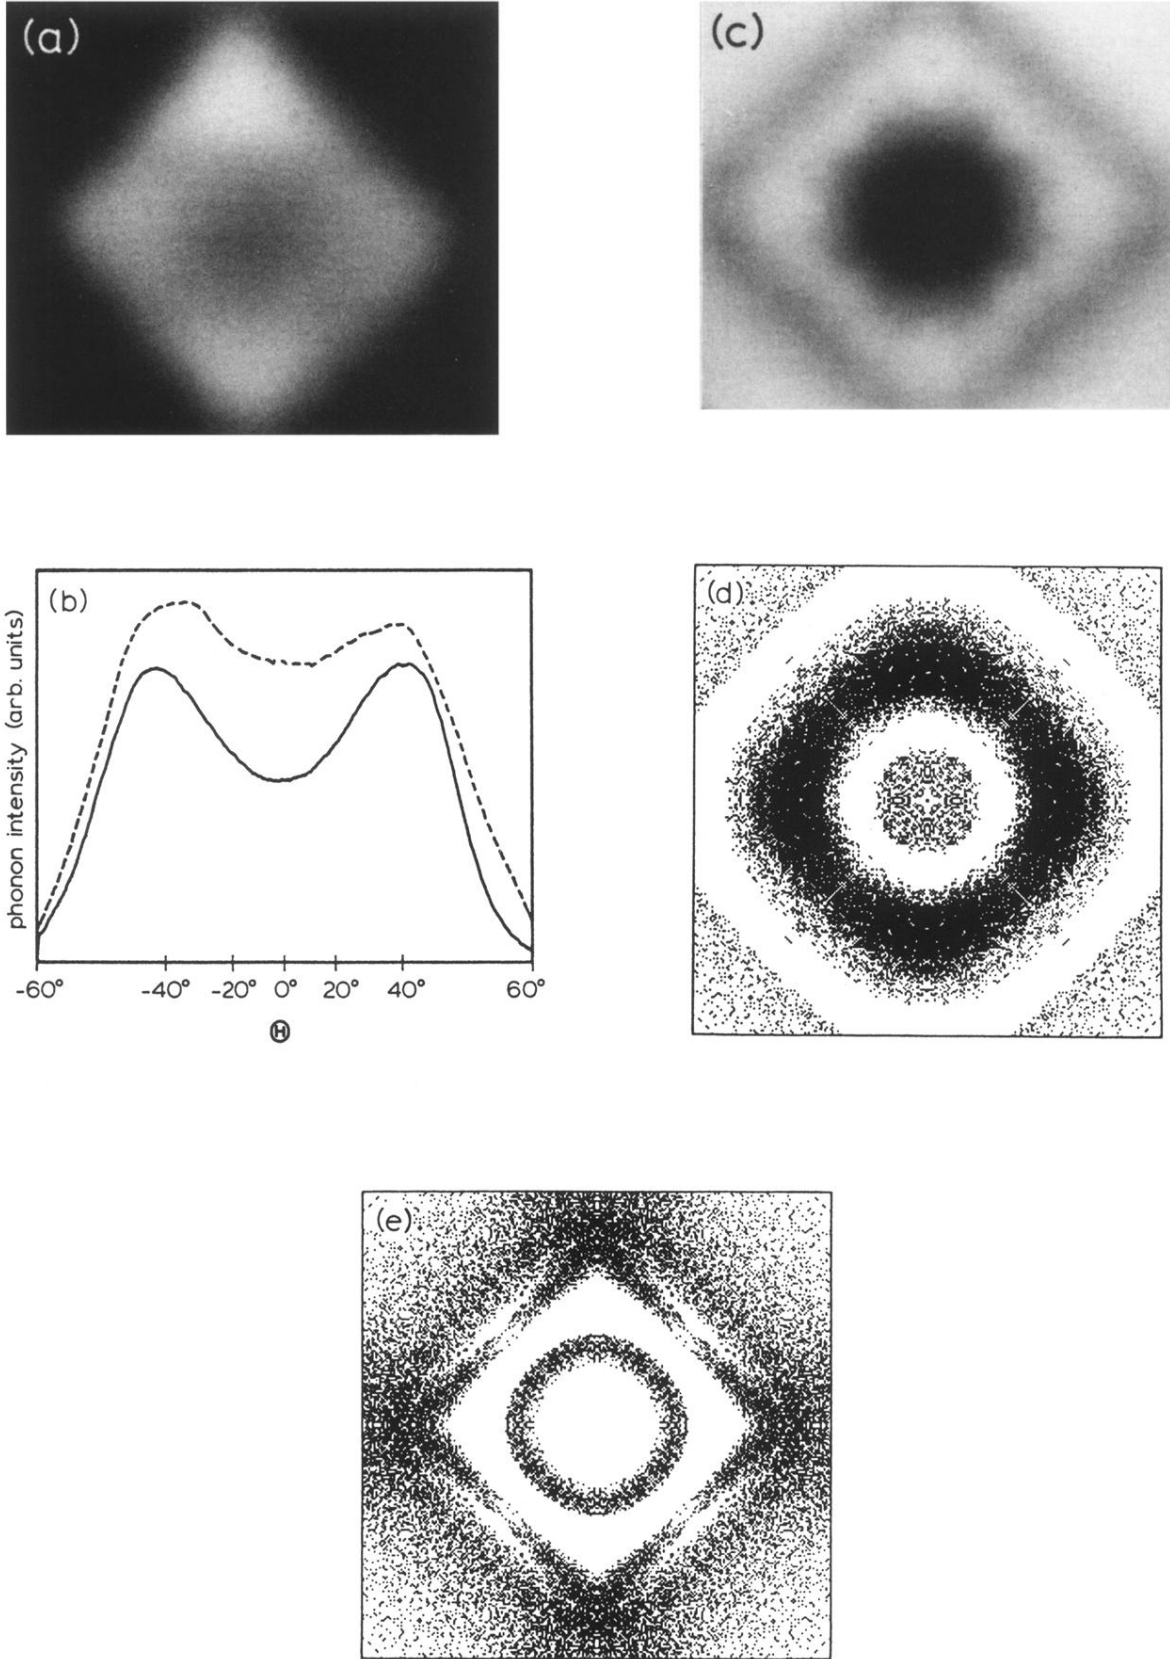 (a)
(c)
(b)
phonon intensity (arb. units)
-60° -40° -20° 0° 20° 40° 60°
Θ
(d)
(e)